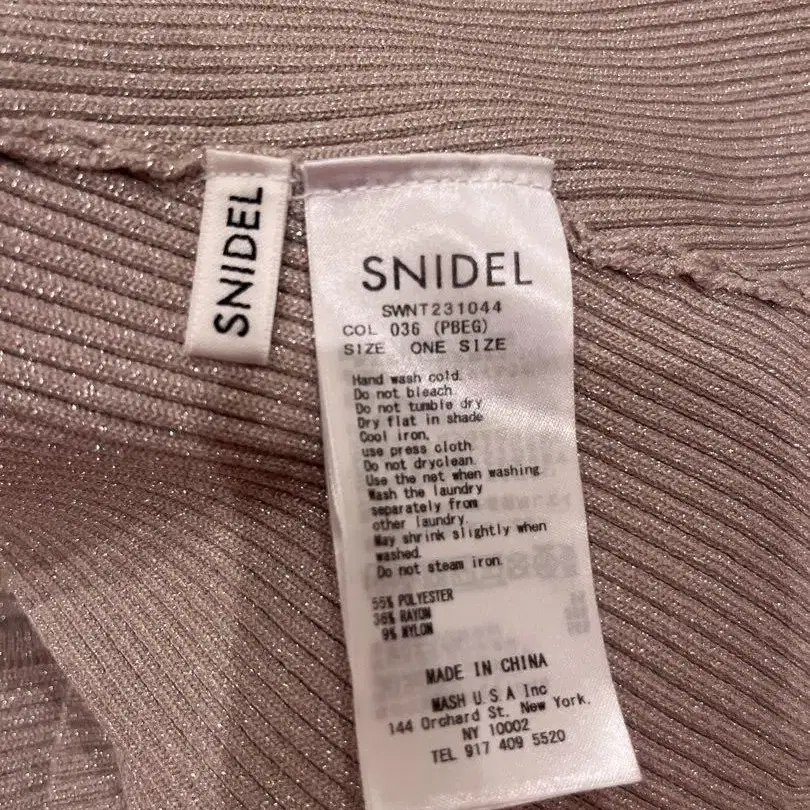 SNIDEL
SNIDEL
SWNT231044
COL 036 (PBEG)
SIZE ONE SIZE
Hand wash cold.
Do not bleach.
Do not tumble dry.
Dry flat in shade
Cool iron,
use press cloth.
Do not dryclean.
Use the net when washing.
Wash the laundry
separately from
other laundry.
May shrink slightly when
washed.
Do not steam iron.
55% POLYESTER
36% RAYON
9% NYLON
MADE IN CHINA
MASH U.S.A Inc
144 Orchard St. New York.
NY 10002
TEL 917 409 5520